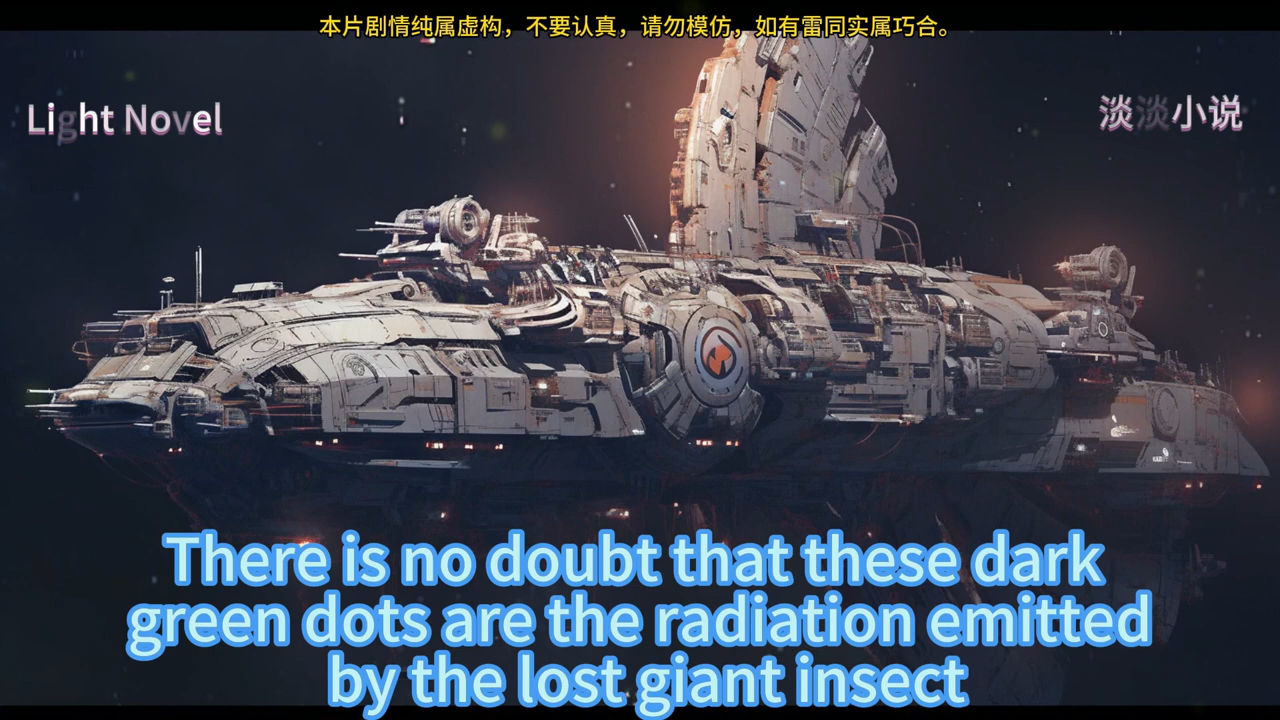 本片剧情纯属虚构，不要认真，请勿模仿，如有雷同实属巧合。
Light Novel
淡淡小说
There is no doubt that these dark
green dots are the radiation emitted
by the lost giant insect